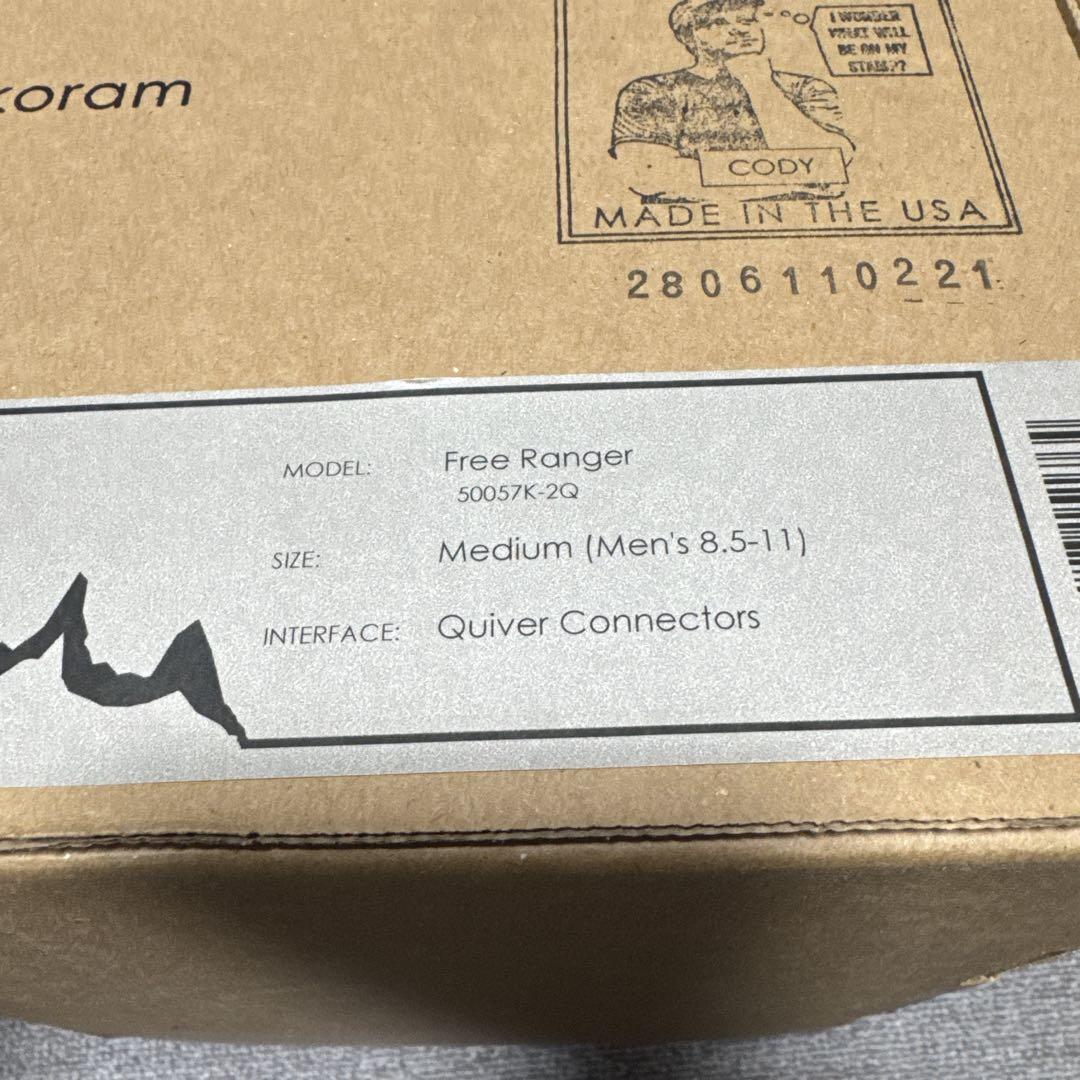 koram
I WONDER
WHAT WILL
BE ON MY
STAMP?
CODY
MADE IN THE USA
2806110221
MODEL: Free Ranger
50057K-2Q
SIZE: Medium (Men's 8.5-11)
INTERFACE: Quiver Connectors